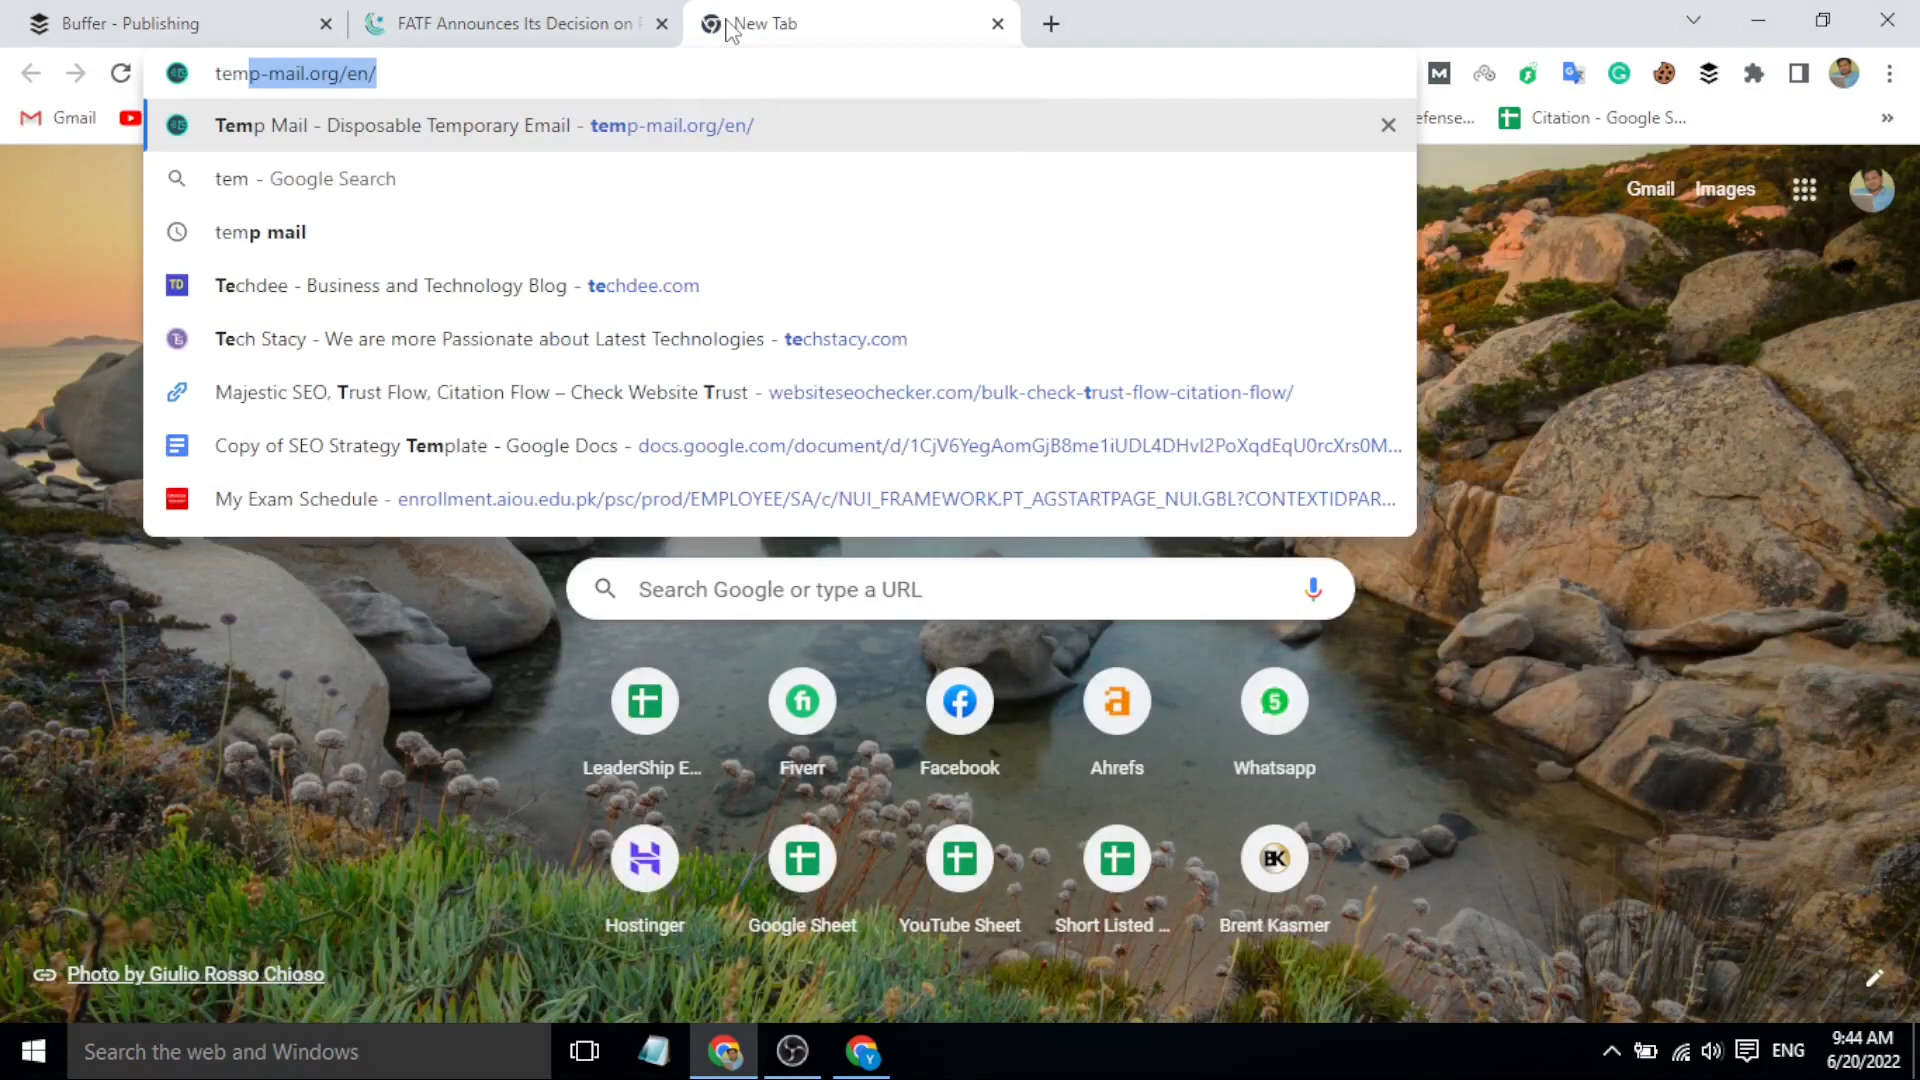 Buffer - Publishing
FATF Announces Its Decision on
New Tab
temp-mail.org/en/
Gmail
efense...
Citation - Google S...
Temp Mail - Disposable Temporary Email - temp-mail.org/en/
tem - Google Search
temp mail
TD Techdee - Business and Technology Blog - techdee.com
Tech Stacy - We are more Passionate about Latest Technologies - techstacy.com
Majestic SEO, Trust Flow, Citation Flow – Check Website Trust - websiteseochecker.com/bulk-check-trust-flow-citation-flow/
Copy of SEO Strategy Template - Google Docs - docs.google.com/document/d/1CjV6YegAomGjB8me1iUDL4DHvI2PoXqdEqU0rcXrs0M...
My Exam Schedule - enrollment.aiou.edu.pk/psc/prod/EMPLOYEE/SA/c/NUI_FRAMEWORK.PT_AGSTARTPAGE_NUI.GBL?CONTEXTIDPAR...
Gmail Images
Search Google or type a URL
LeaderShip E...
Fiverr
Facebook
Ahrefs
Whatsapp
Hostinger
Google Sheet
YouTube Sheet
Short Listed ...
Brent Kasmer
Photo by Giulio Rosso Chioso
Search the web and Windows
ENG
9:44 AM
6/20/2022